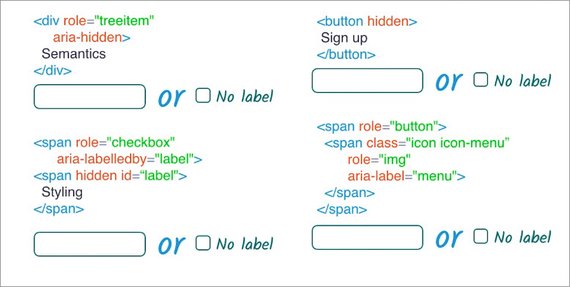 <div role="treeitem"
aria-hidden>
Semantics
</div>
or No label
<button hidden>
Sign up
</button>
or No label
<span role="checkbox"
aria-labelledby="label">
<span hidden id="label">
Styling
</span>
or No label
<span role="button">
<span class="icon icon-menu"
role="img"
aria-label="menu">
</span>
</span>
or No label